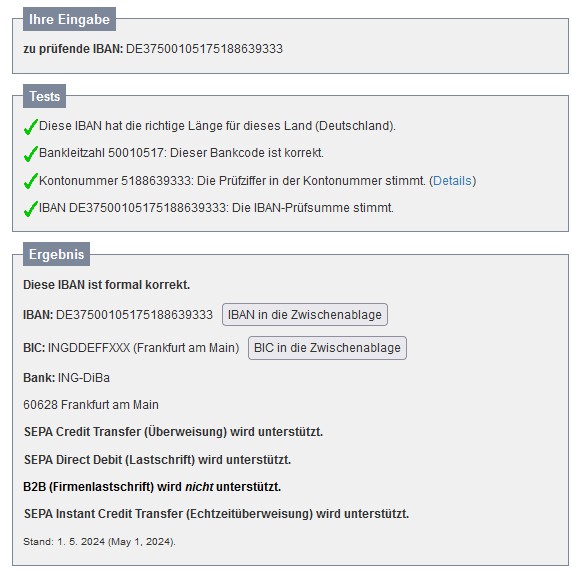 Ihre Eingabe
zu prüfende IBAN: DE37500105175188639333
Tests
Diese IBAN hat die richtige Länge für dieses Land (Deutschland).
Bankleitzahl 50010517: Dieser Bankcode ist korrekt.
Kontonummer 5188639333: Die Prüfziffer in der Kontonummer stimmt. (Details)
IBAN DE37500105175188639333: Die IBAN-Prüfsumme stimmt.
Ergebnis
Diese IBAN ist formal korrekt.
IBAN: DE37500105175188639333 IBAN in die Zwischenablage
BIC: INGDDEFFXXX (Frankfurt am Main) BIC in die Zwischenablage
Bank: ING-DiBa
60628 Frankfurt am Main
SEPA Credit Transfer (Überweisung) wird unterstützt.
SEPA Direct Debit (Lastschrift) wird unterstützt.
B2B (Firmenlastschrift) wird nicht unterstützt.
SEPA Instant Credit Transfer (Echtzeitüberweisung) wird unterstützt.
Stand: 1. 5. 2024 (May 1, 2024).